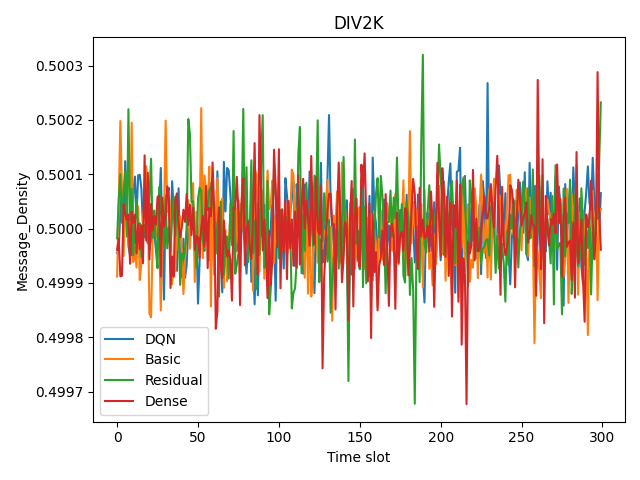 DIV2K
Message_Density
0.5003
0.5002
0.5001
0.5000
0.4999
0.4998
0.4997
DQN
Basic
Residual
Dense
0 50 100 150 200 250 300
Time slot